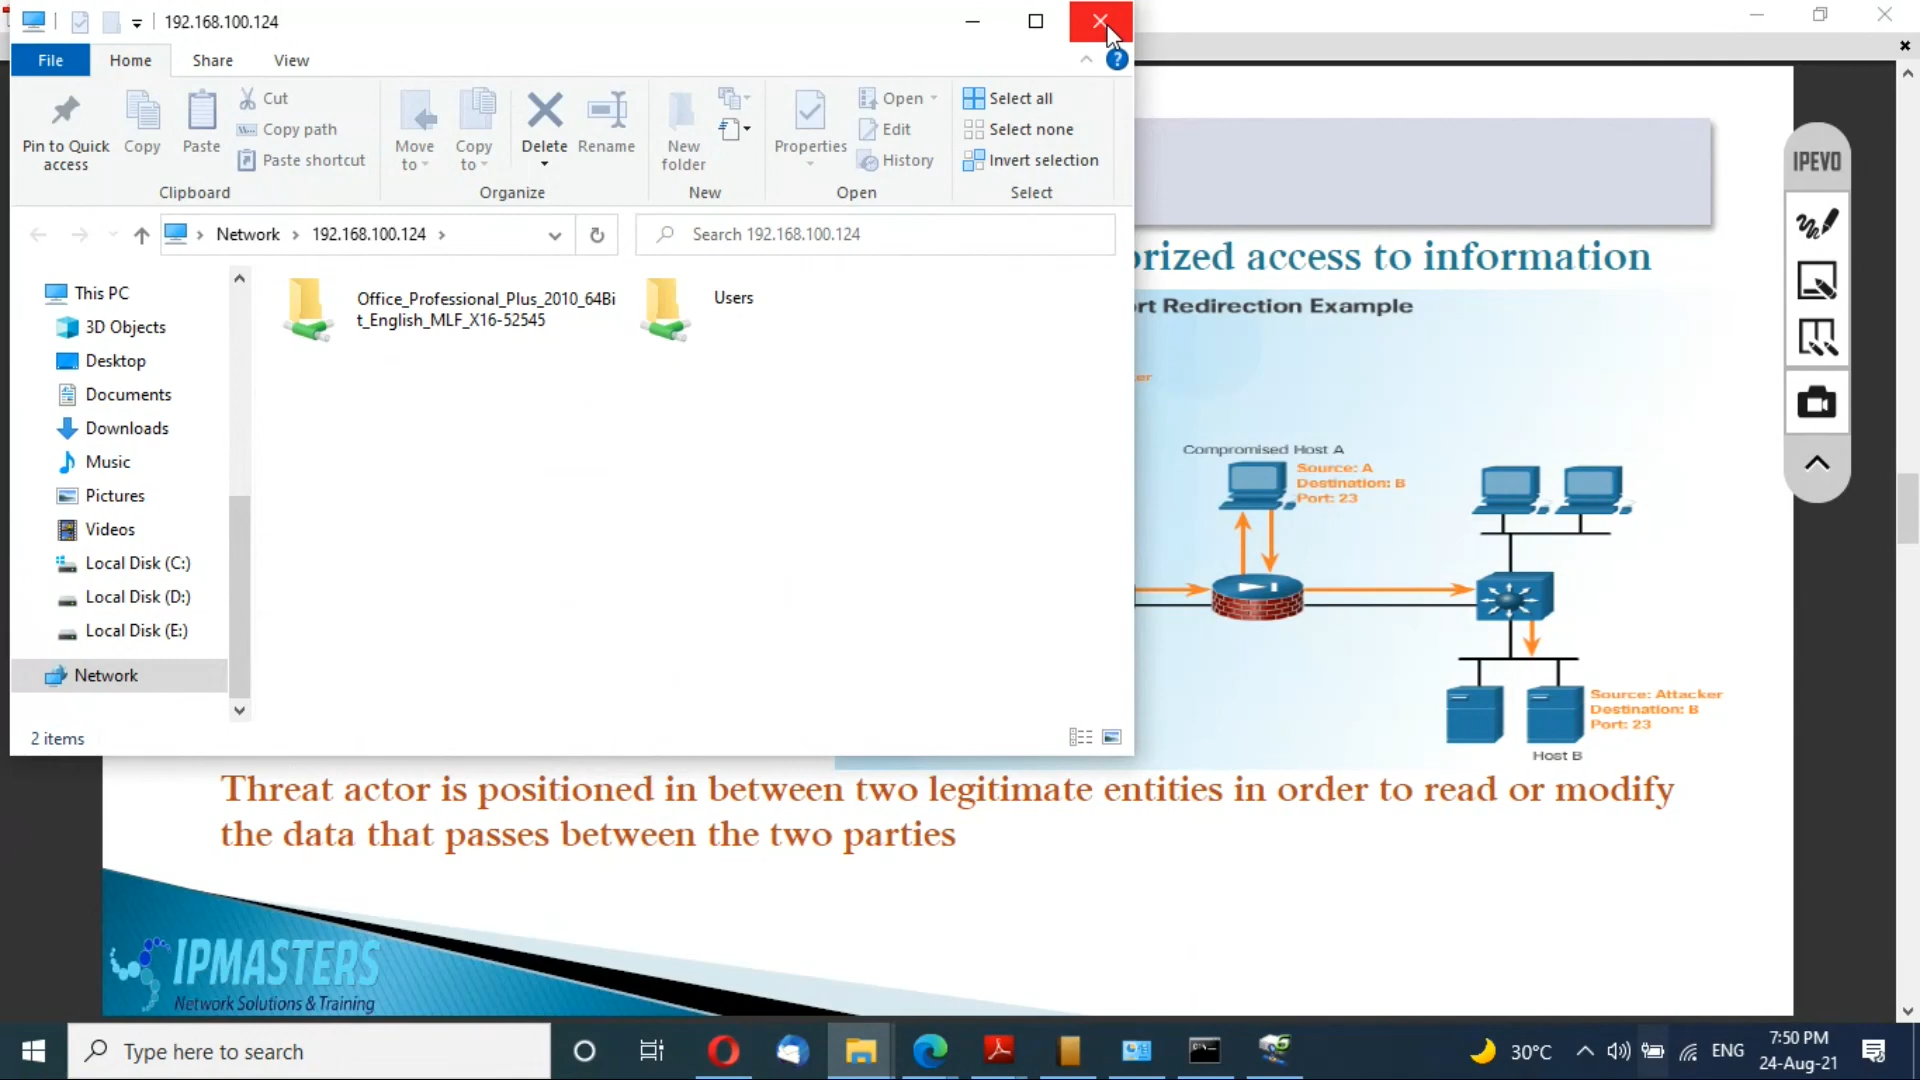 192.168.100.124
File
Home
Share
View
Pin to Quick
access
Copy
Paste
Cut
Copy path
Paste shortcut
Clipboard
Move
to
Copy
to
Delete
Rename
Organize
New
folder
New
Properties
Open
Edit
History
Open
Select all
Select none
Invert selection
Select
Network
192.168.100.124
Search 192.168.100.124
This PC
3D Objects
Desktop
Documents
Downloads
Music
Pictures
Videos
Local Disk (C:)
Local Disk (D:)
Local Disk (E:)
Network
Office_Professional_Plus_2010_64Bi
t_English_MLF_X16-52545
Users
2 items
IPEVO
orized access to information
rt Redirection Example
er
Compromised Host A
Source: A
Destination: B
Port: 23
Source: Attacker
Destination: B
Port: 23
Host B
Threat actor is positioned in between two legitimate entities in order to read or modify
the data that passes between the two parties
IPMASTERS
Network Solutions & Training
Type here to search
30°C
ENG
7:50 PM
24-Aug-21